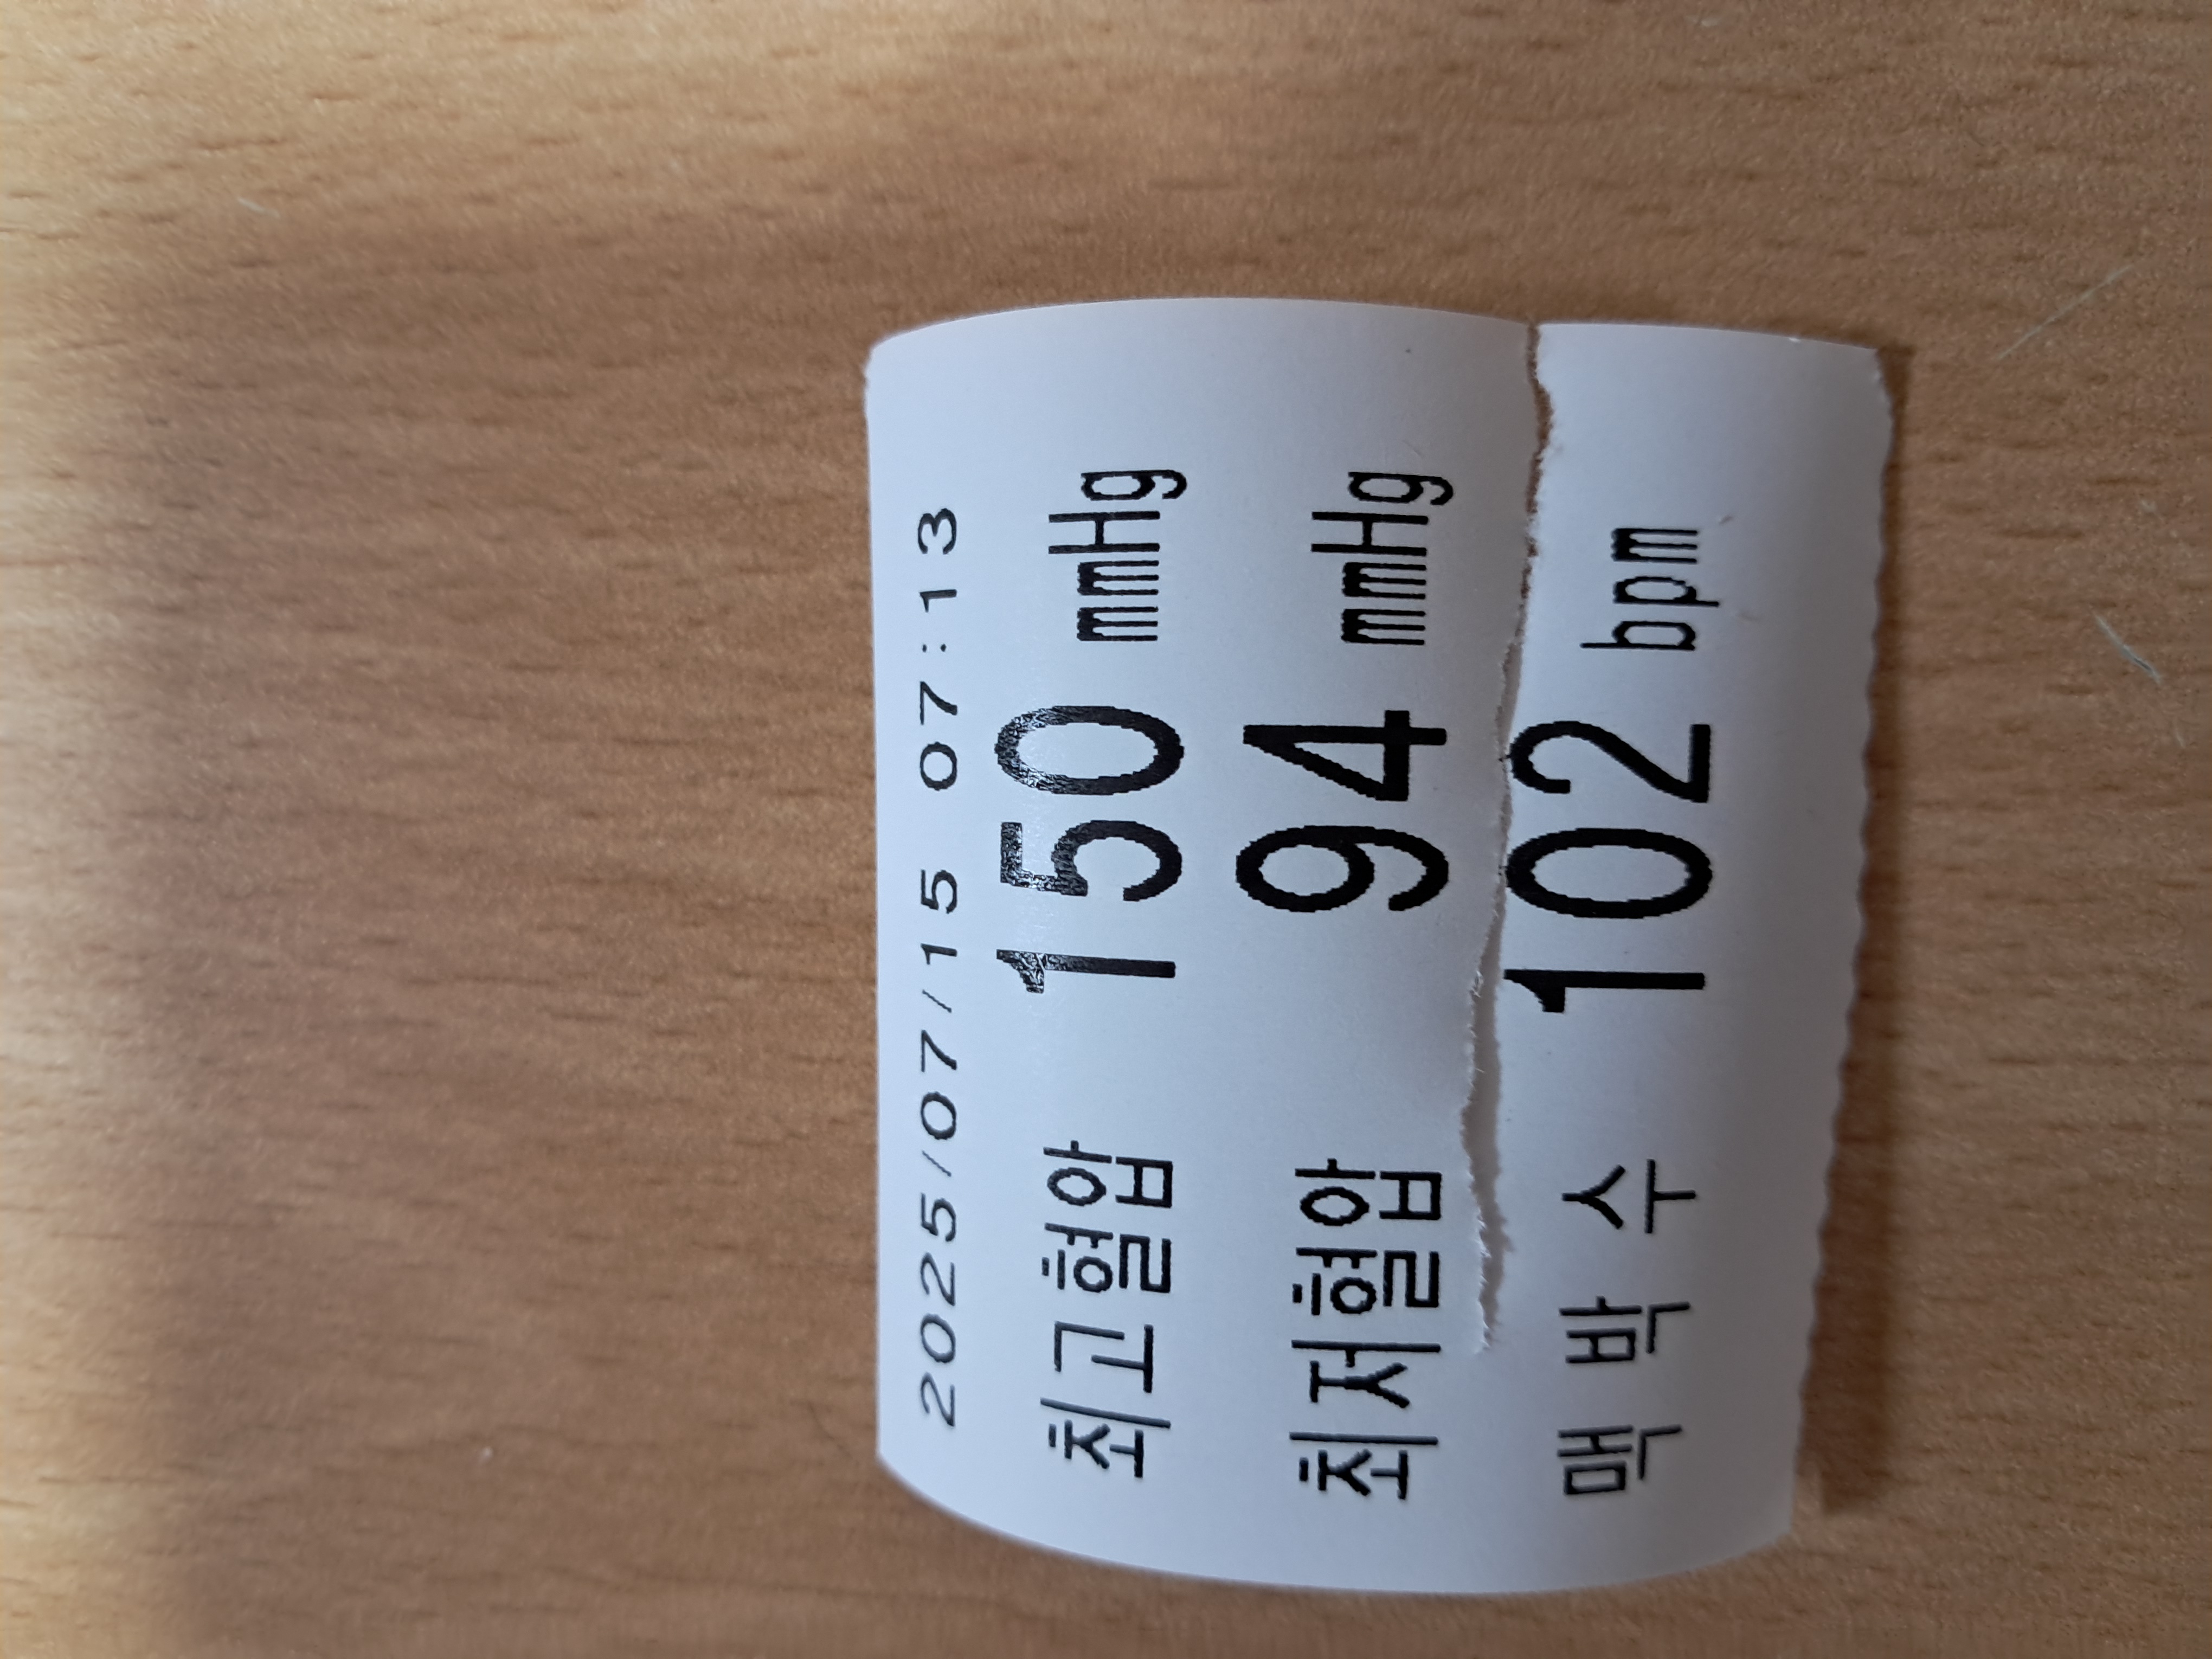 2025/07/15 07:13
최고혈압 150 mmHg
최저혈압 94 mmHg
맥 박 수 102 bpm